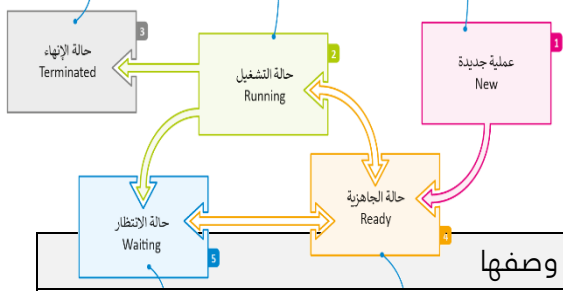 1
عملية جديدة
New
2
حالة التشغيل
Running
3
حالة الإنهاء
Terminated
4
حالة الجاهزية
Ready
5
حالة الانتظار
Waiting
وصفها